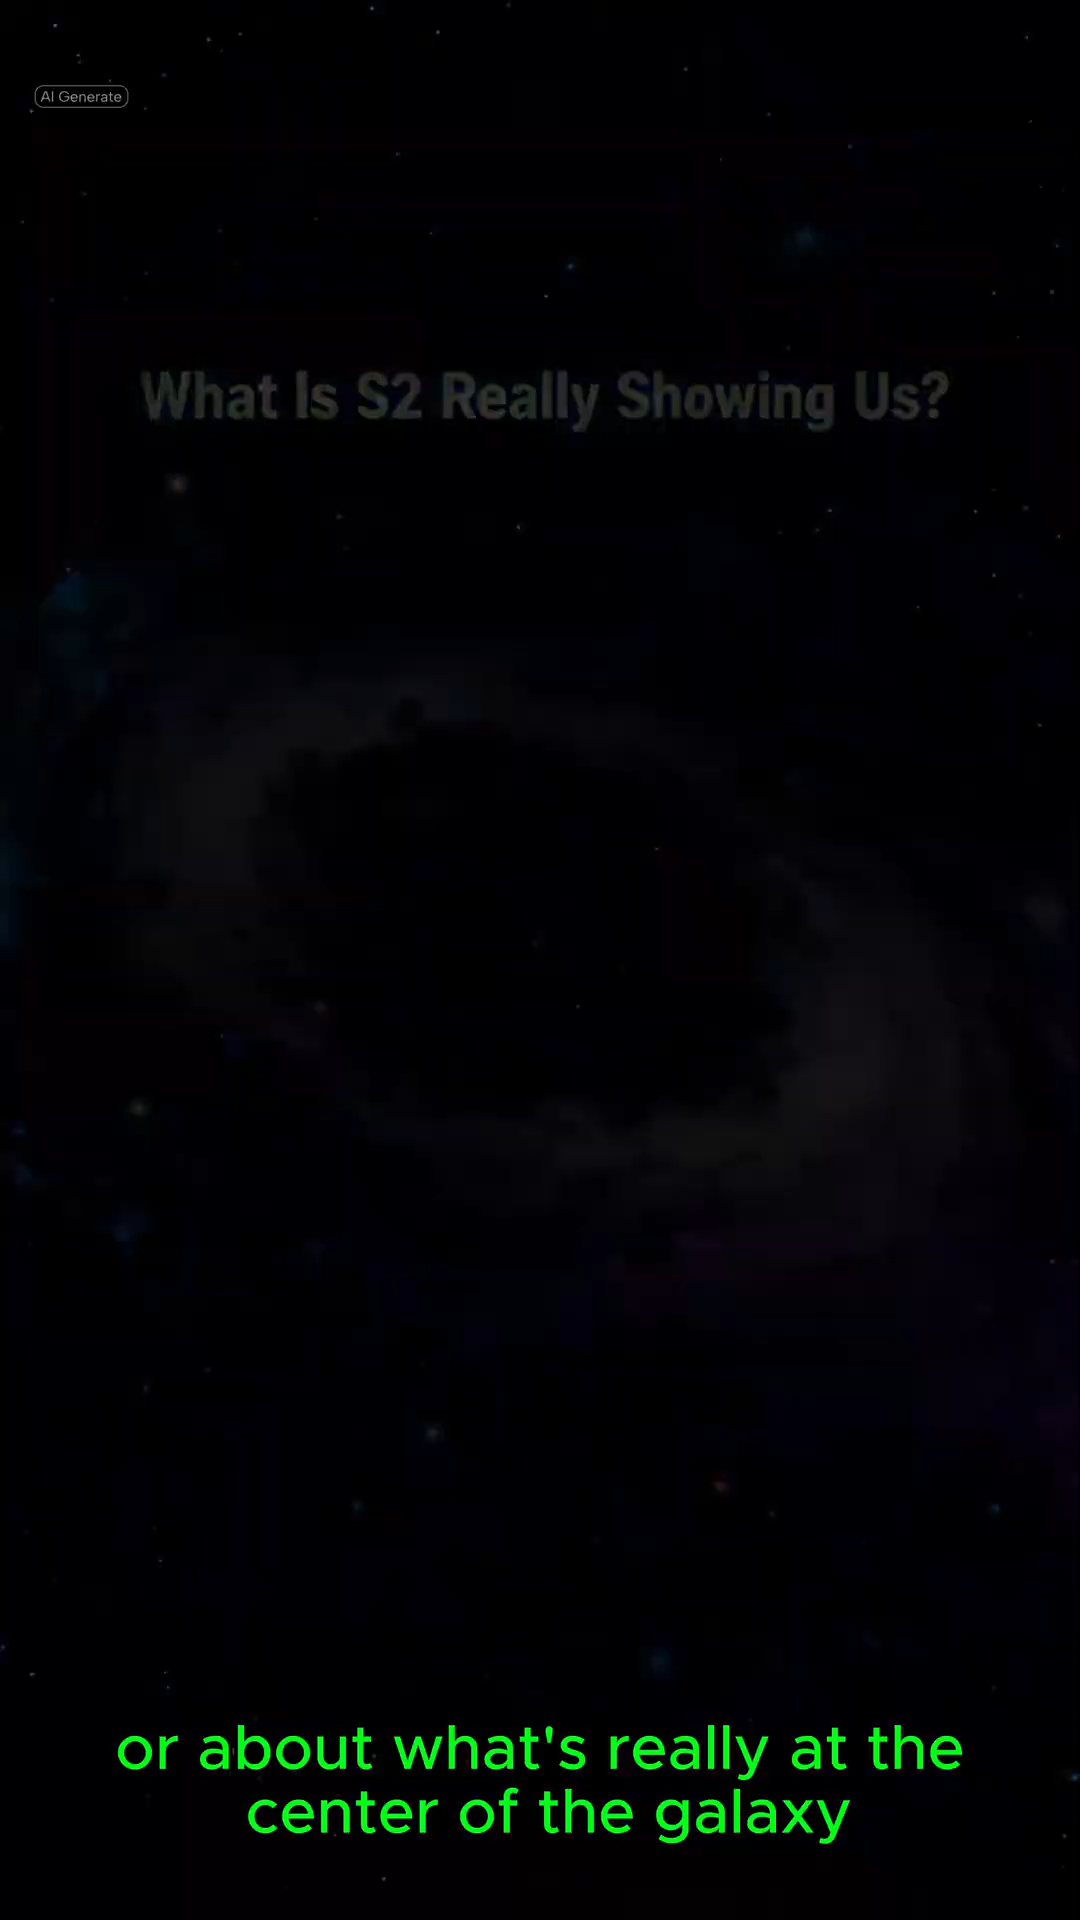 AI Generate
What Is S2 Really Showing Us?
or about what's really at the
center of the galaxy